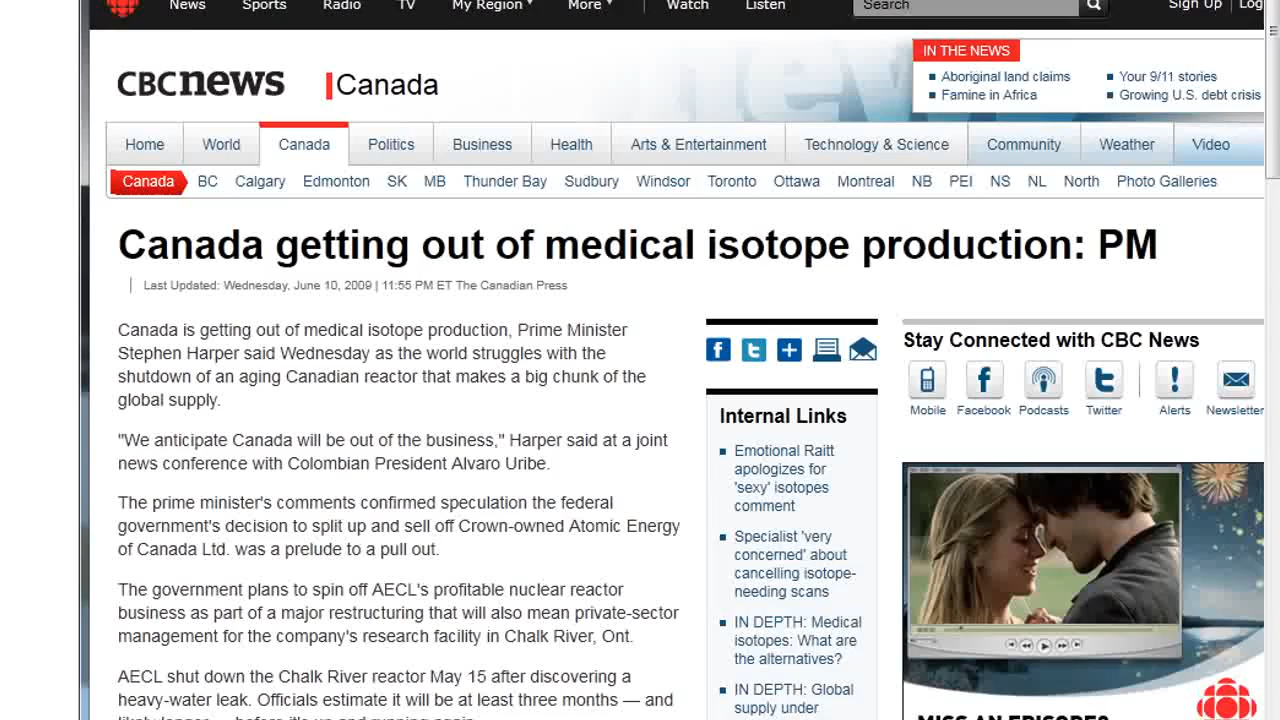 News Sports Radio TV My Region More Watch Listen Search Sign Up Log
IN THE NEWS
Aboriginal land claims
Your 9/11 stories
Famine in Africa
Growing U.S. debt crisis
CBCnews Canada
Home World Canada Politics Business Health Arts & Entertainment Technology & Science Community Weather Video
Canada BC Calgary Edmonton SK MB Thunder Bay Sudbury Windsor Toronto Ottawa Montreal NB PEI NS NL North Photo Galleries
Canada getting out of medical isotope production: PM
Last Updated: Wednesday, June 10, 2009 | 11:55 PM ET The Canadian Press
Canada is getting out of medical isotope production, Prime Minister
Stephen Harper said Wednesday as the world struggles with the
shutdown of an aging Canadian reactor that makes a big chunk of the
global supply.
"We anticipate Canada will be out of the business," Harper said at a joint
news conference with Colombian President Alvaro Uribe.
The prime minister's comments confirmed speculation the federal
government's decision to split up and sell off Crown-owned Atomic Energy
of Canada Ltd. was a prelude to a pull out.
The government plans to spin off AECL's profitable nuclear reactor
business as part of a major restructuring that will also mean private-sector
management for the company's research facility in Chalk River, Ont.
AECL shut down the Chalk River reactor May 15 after discovering a
heavy-water leak. Officials estimate it will be at least three months — and
Internal Links
Emotional Raitt
apologizes for
'sexy' isotopes
comment
Specialist 'very
concerned' about
cancelling isotope-
needing scans
IN DEPTH: Medical
isotopes: What are
the alternatives?
IN DEPTH: Global
supply under
Stay Connected with CBC News
Mobile Facebook Podcasts Twitter Alerts Newsletter
MISS AN EPISODE?